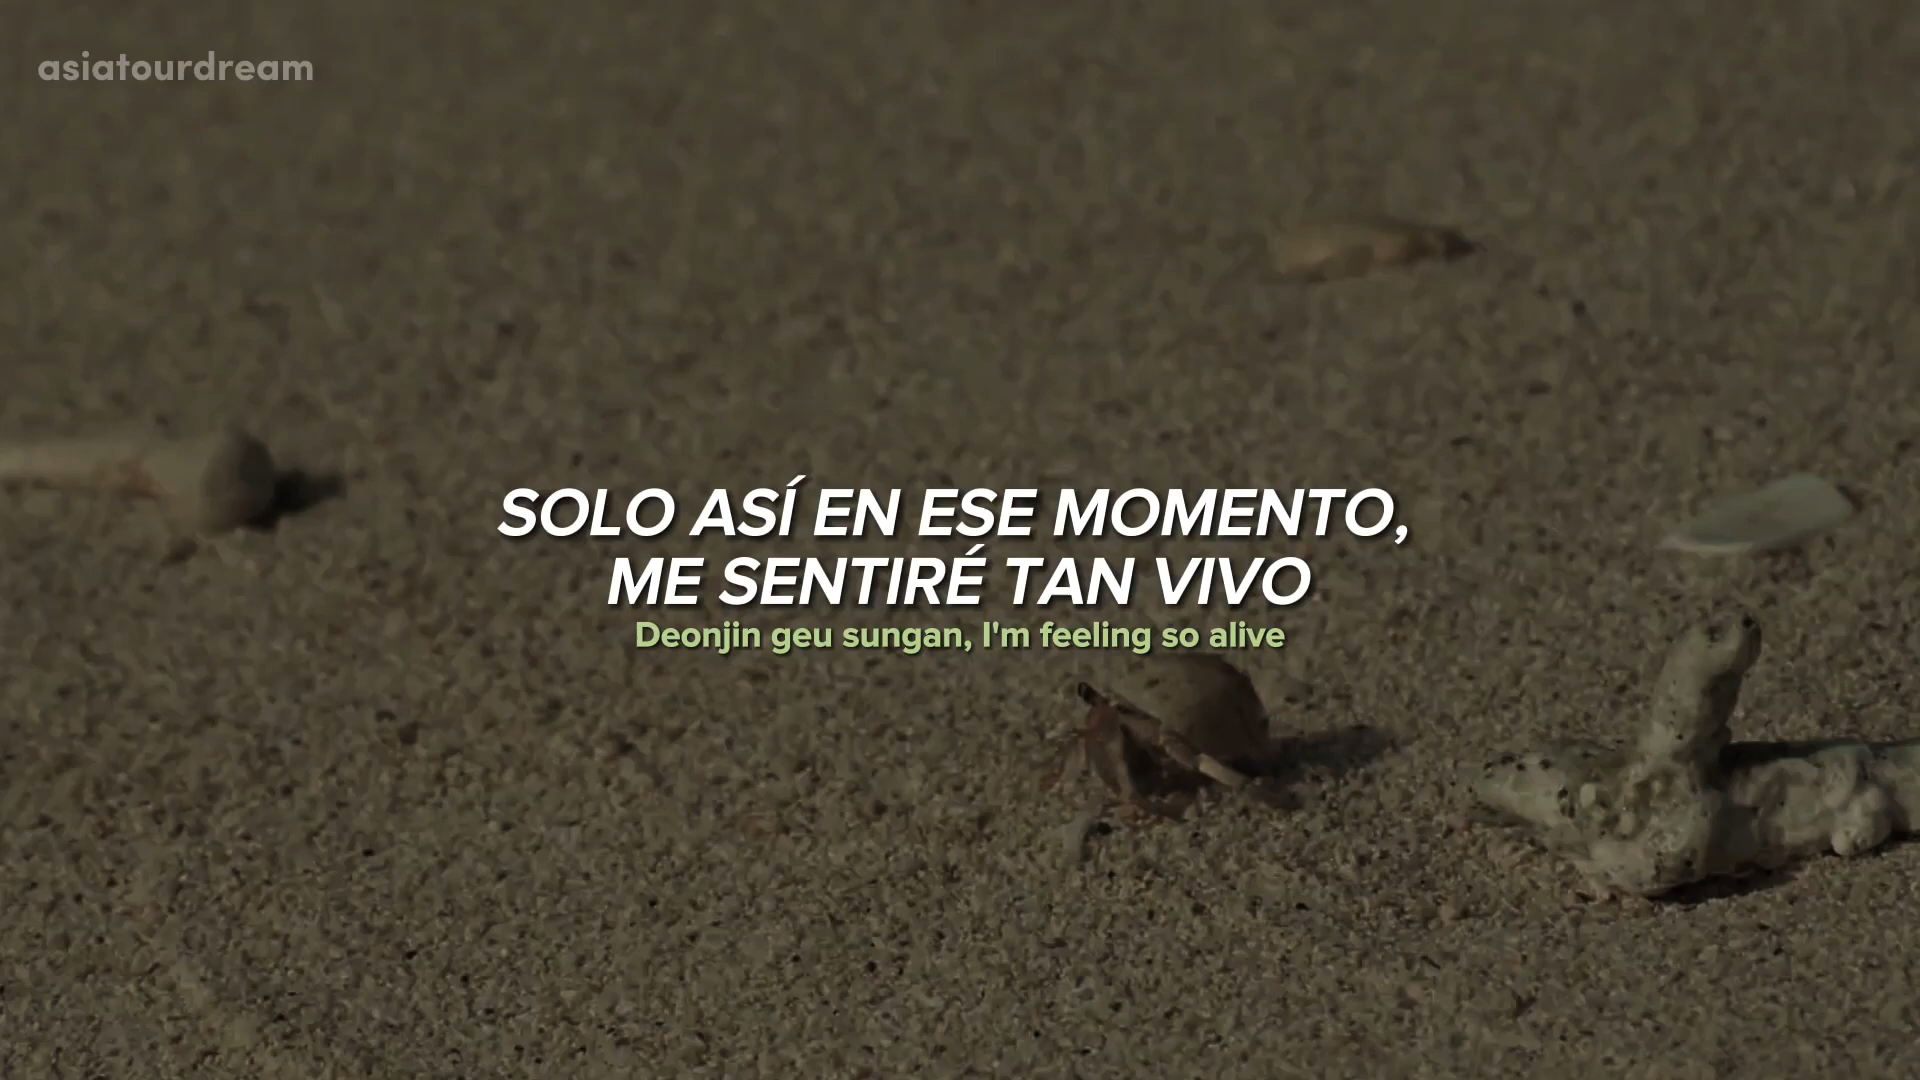 asiatourdream
SOLO ASÍ EN ESE MOMENTO,
ME SENTIRÉ TAN VIVO
Deonjin geu sungan, I'm feeling so alive